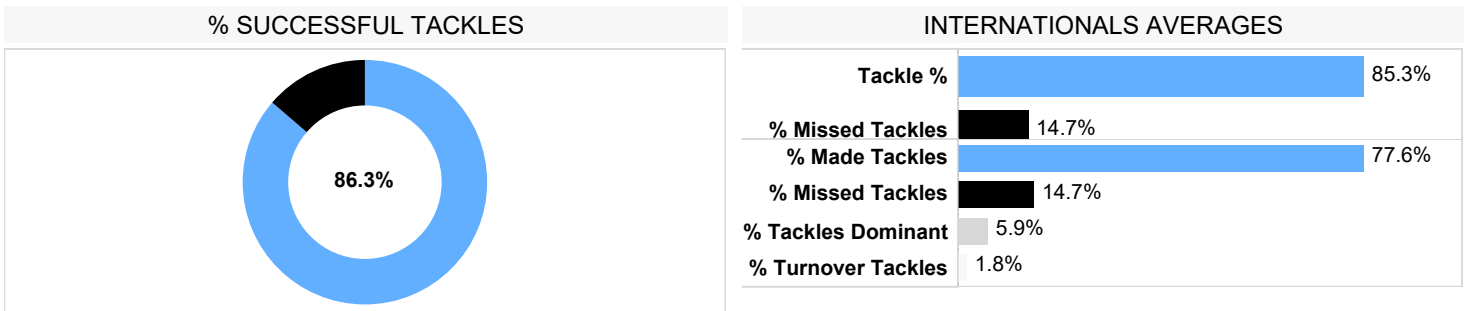 % SUCCESSFUL TACKLES
86.3%
INTERNATIONALS AVERAGES
Tackle % 85.3%
% Missed Tackles 14.7%
% Made Tackles 77.6%
% Missed Tackles 14.7%
% Tackles Dominant 5.9%
% Turnover Tackles 1.8%